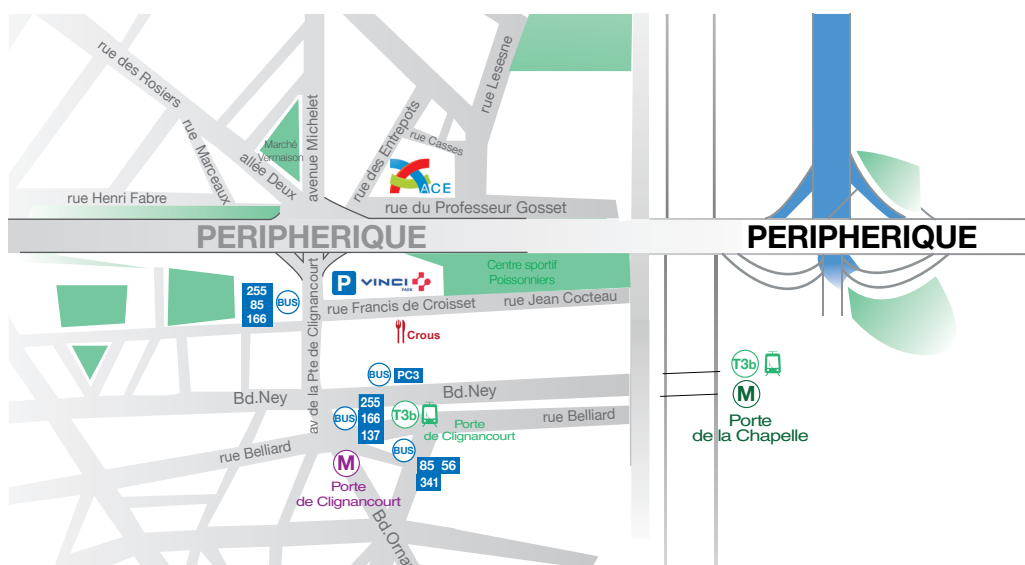 rue des Rosiers
rue Marceaux
Marché
Vermaison
allée Deux
avenue Michelet
rue des Entrepots
rue Casses
rue Lesesne
ACE
rue Henri Fabre
rue du Professeur Gosset
PERIPHERIQUE
PERIPHERIQUE
Centre sportif
Poissonniers
P
VINCI
PARK
255
85
166
BUS
rue Francis de Croisset
rue Jean Cocteau
av de la Pte de Clignancourt
Crous
BUS
PC3
Bd.Ney
Bd.Ney
255
166
137
BUS
T3b
Porte
de Clignancourt
rue Belliard
rue Belliard
BUS
85 56
341
M
Porte
de Clignancourt
Bd.Orna
T3b
M
Porte
de la Chapelle